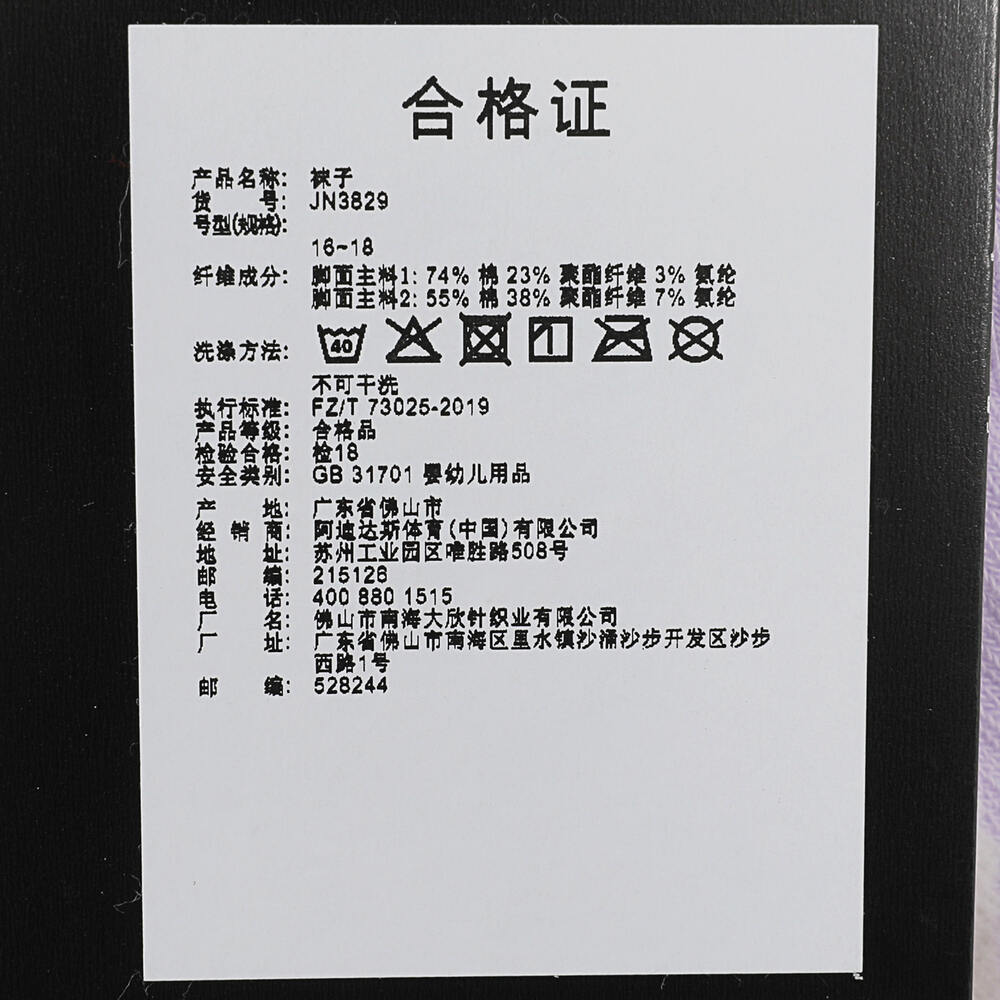 合格证
产品名称: 袜子
货 号: JN3829
号型(规格):
16~18
纤维成分: 脚面主料1: 74% 棉 23% 聚酯纤维 3% 氨纶
脚面主料2: 55% 棉 38% 聚酯纤维 7% 氨纶
洗涤方法: 40
不可干洗
执行标准: FZ/T 73025-2019
产品等级: 合格品
检验合格: 检18
安全类别: GB 31701 婴幼儿用品
产 地: 广东省佛山市
经 销 商: 阿迪达斯体育(中国)有限公司
地 址: 苏州工业园区唯胜路508号
邮 编: 215126
电 话: 400 880 1515
厂 名: 佛山市南海大欣针织业有限公司
厂 址: 广东省佛山市南海区里水镇沙涌沙步开发区沙步
西路1号
邮 编: 528244